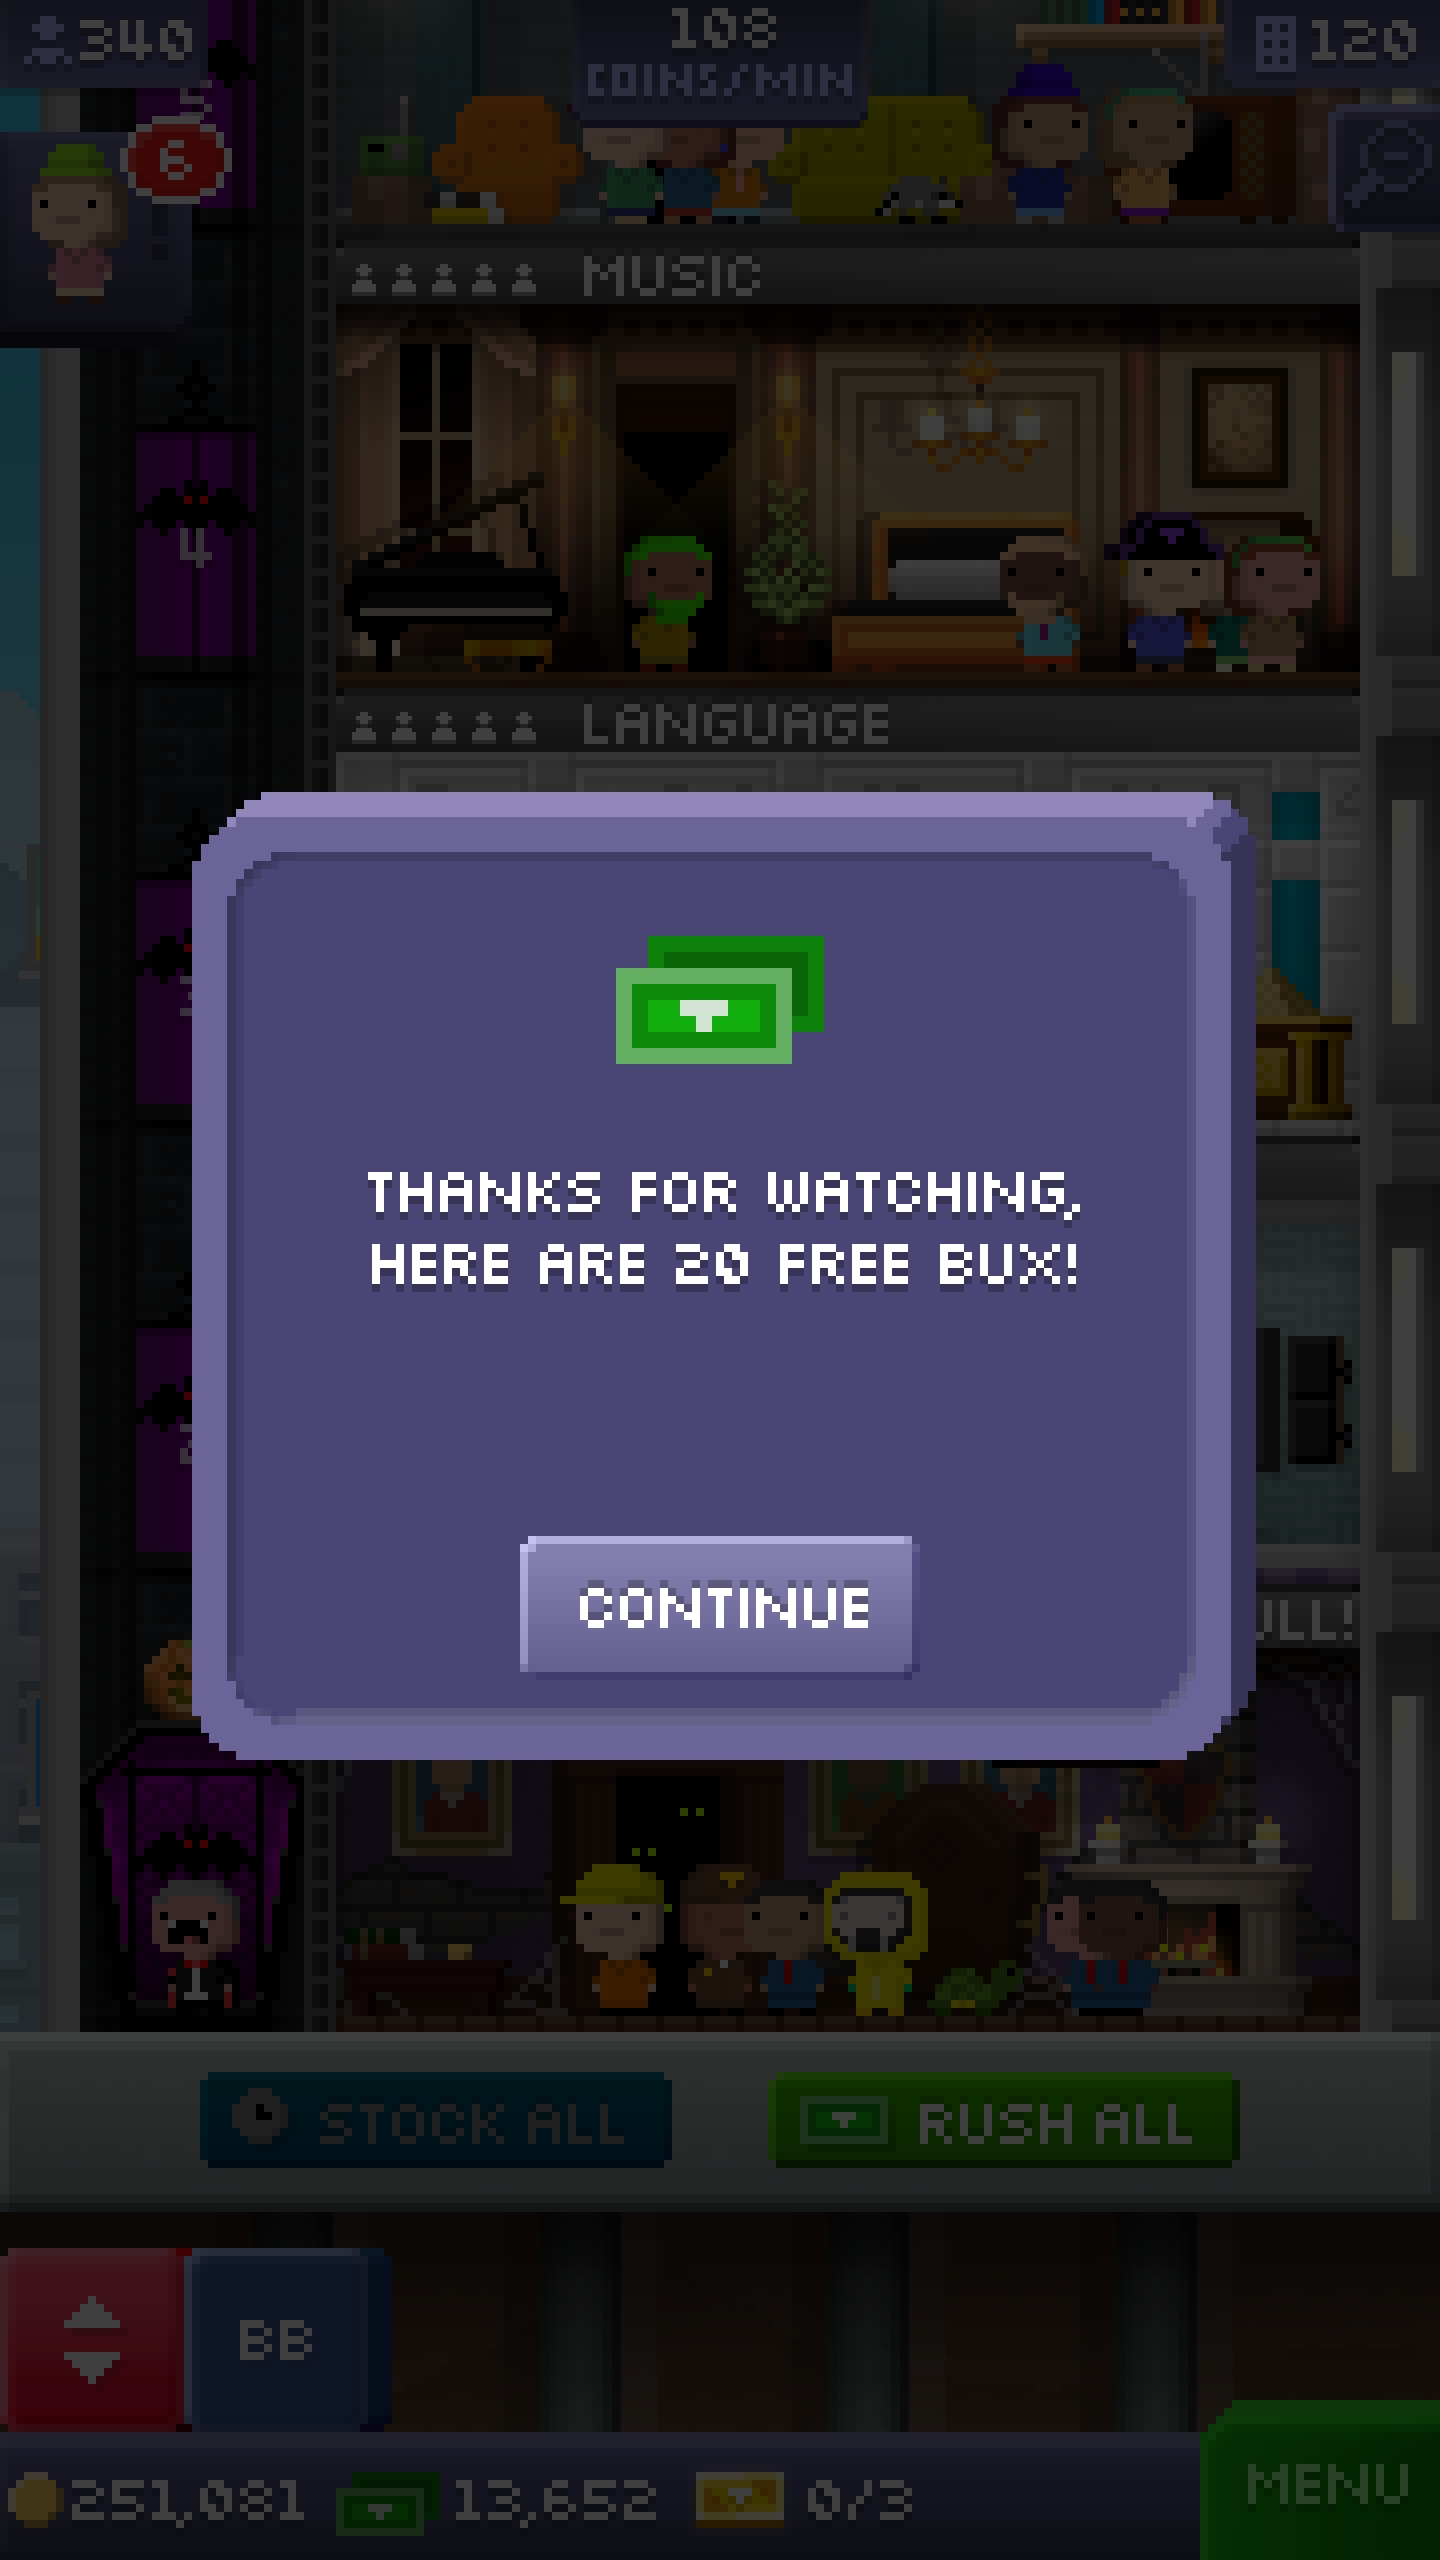 340
108
COINS/MIN
120
6
5
MUSIC
4
LANGUAGE
THANKS FOR WATCHING,
HERE ARE 20 FREE BUX!
CONTINUE
STOCK ALL
RUSH ALL
BB
251,081
13,652
0/3
MENU